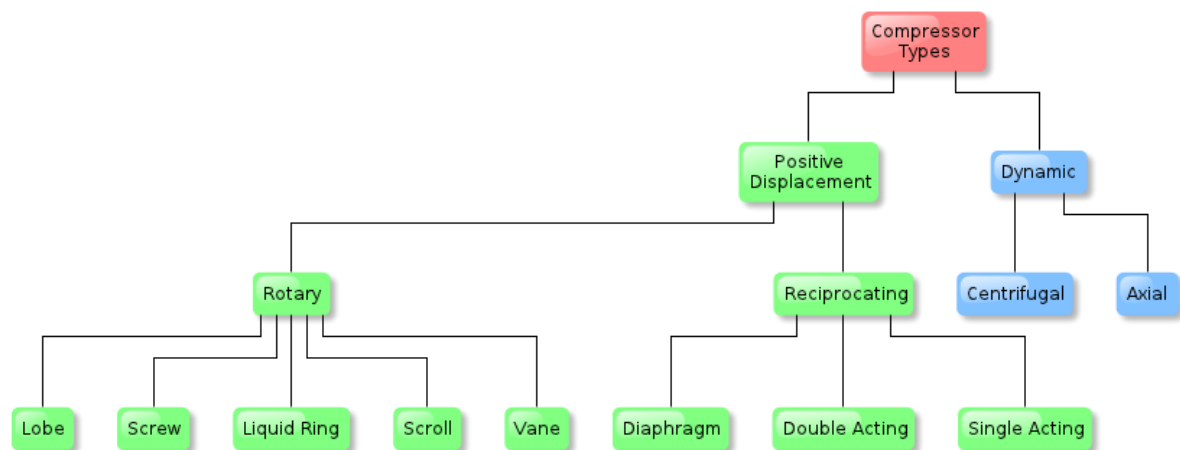 Compressor
Types
Positive
Displacement
Dynamic
Rotary
Reciprocating
Centrifugal
Axial
Lobe
Screw
Liquid Ring
Scroll
Vane
Diaphragm
Double Acting
Single Acting